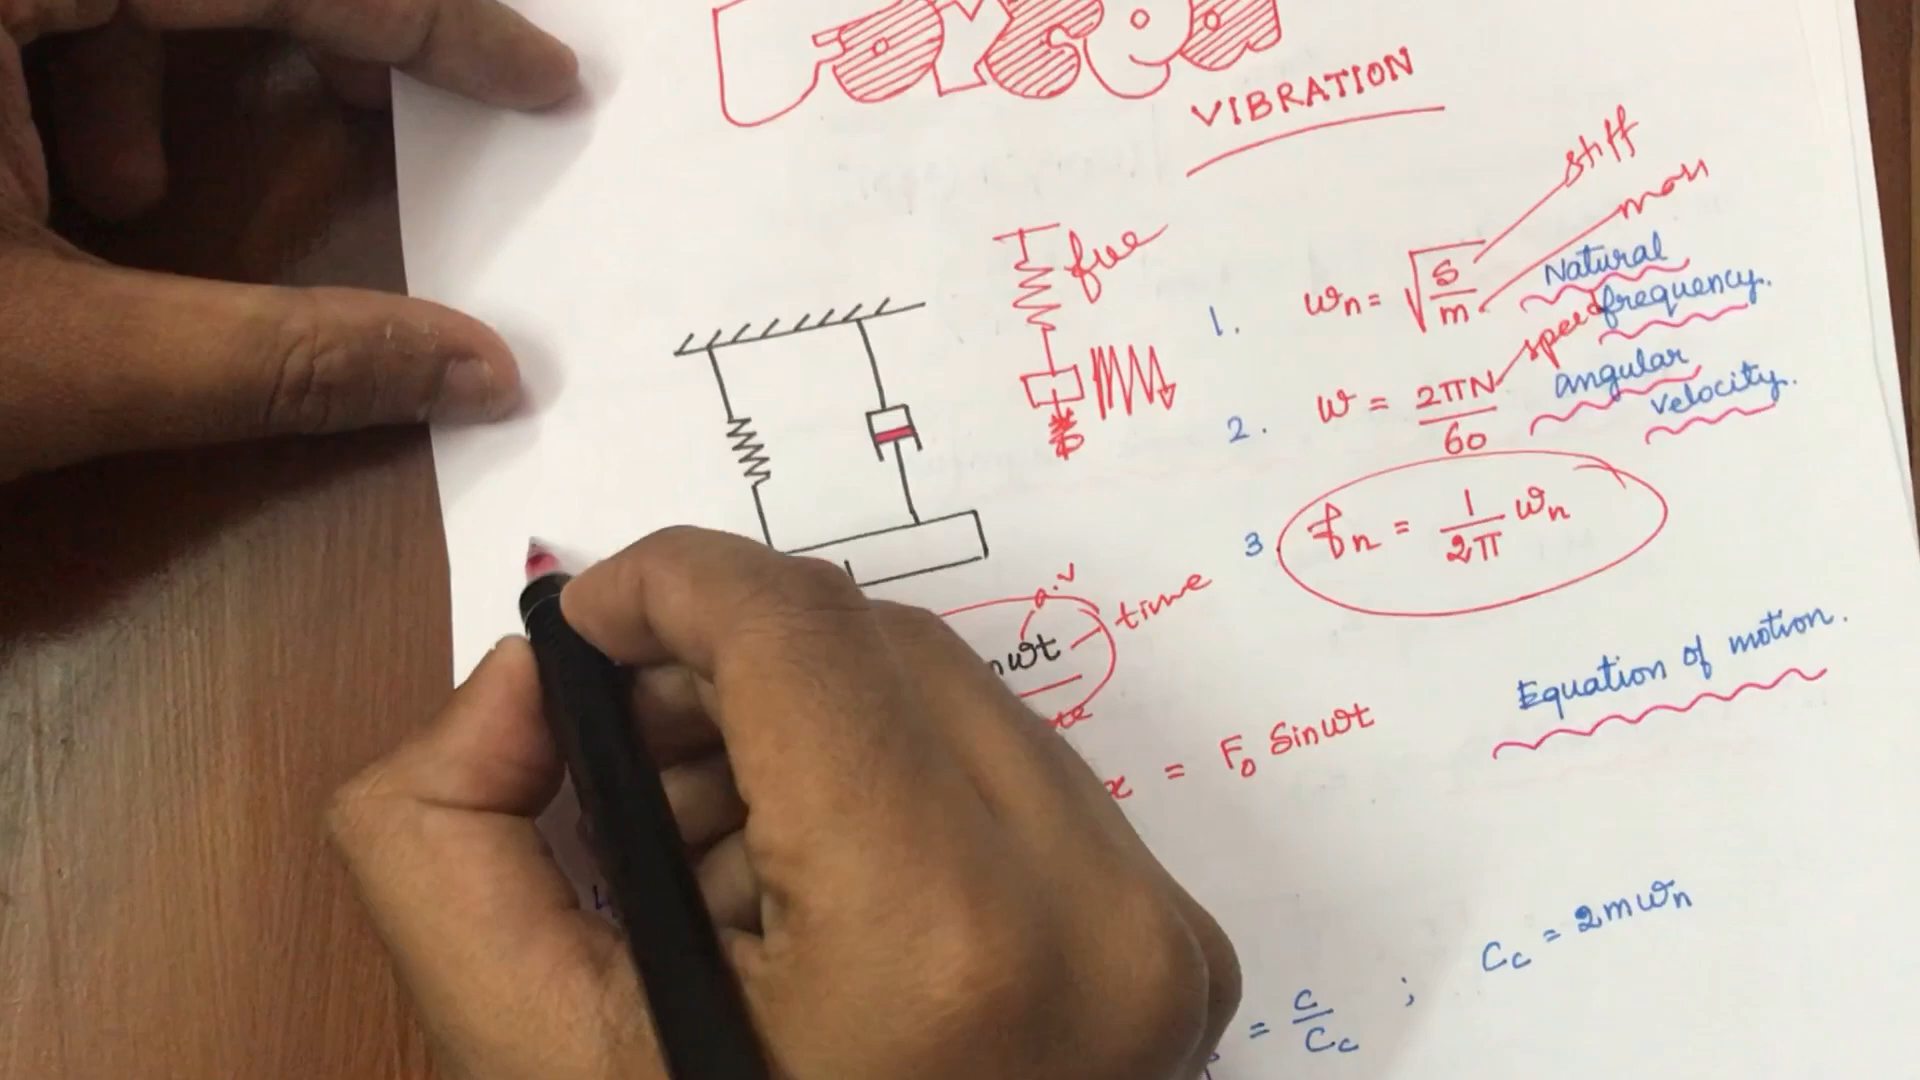 Forced
VIBRATION
free
stiff
mass
1. ωn = √s/m Natural frequency.
speed
2. ω = 2πN/60 angular velocity.
3. fn = 1/2π ωn
a.v
time
nωt
x = F0 Sinωt
Equation of motion.
= c/Cc ; Cc = 2mωn